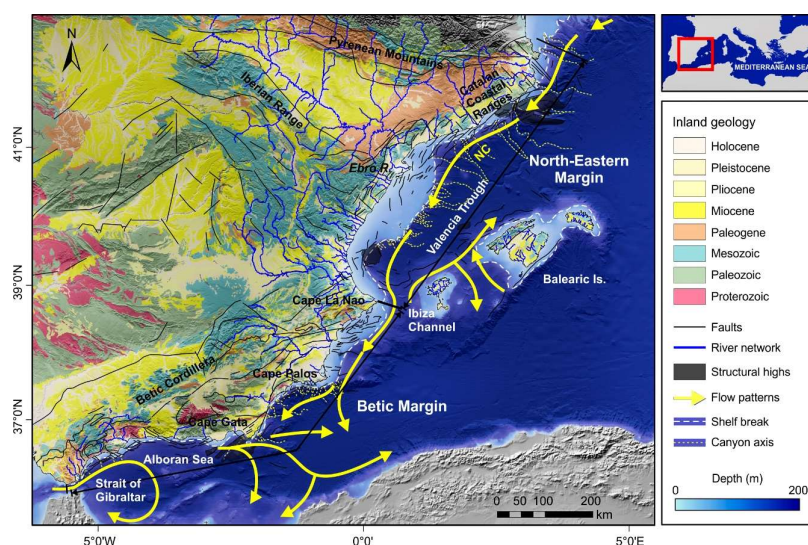 N
Pyrenean Mountains
Iberian Range
Catalan
Coastal
Ranges
MEDITERRANEAN SEA
41°0'N
Ebro R.
NC
North-Eastern
Margin
Valencia Trough
39°0'N
Balearic Is.
Cape La Nao
Ibiza
Channel
Betic Cordillera
Cape Palos
37°0'N
Cape Gata
Betic Margin
Alboran Sea
Strait of
Gibraltar
0 50 100 200
km
5°0'W
0°0'
5°0'E
Inland geology
Holocene
Pleistocene
Pliocene
Miocene
Paleogene
Mesozoic
Paleozoic
Proterozoic
Faults
River network
Structural highs
Flow patterns
Shelf break
Canyon axis
Depth (m)
0
200